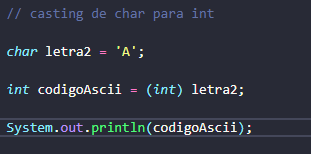 // casting de char para int
char letra2 = 'A';
int codigoAscii = (int) letra2;
System.out.println(codigoAscii);